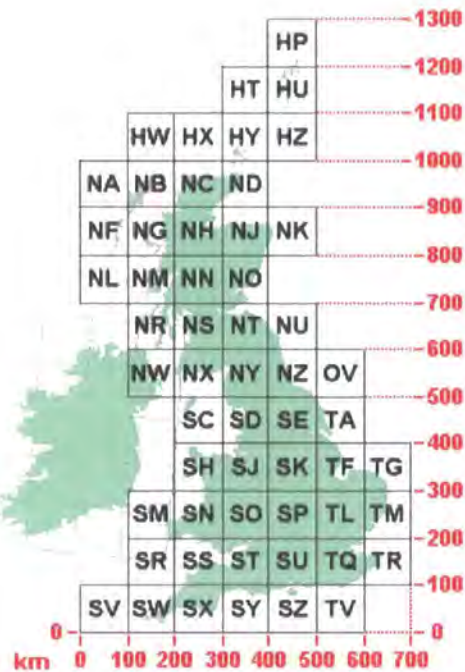 1300
HP
1200
HT HU
1100
HW HX HY HZ
1000
NA NB NC ND
900
NF NG NH NJ NK
800
NL NM NN NO
700
NR NS NT NU
600
NW NX NY NZ OV
500
SC SD SE TA
400
SH SJ SK TF TG
300
SM SN SO SP TL TM
200
SR SS ST SU TQ TR
100
SV SW SX SY SZ TV
0 0
km 0 100 200 300 400 500 600 700